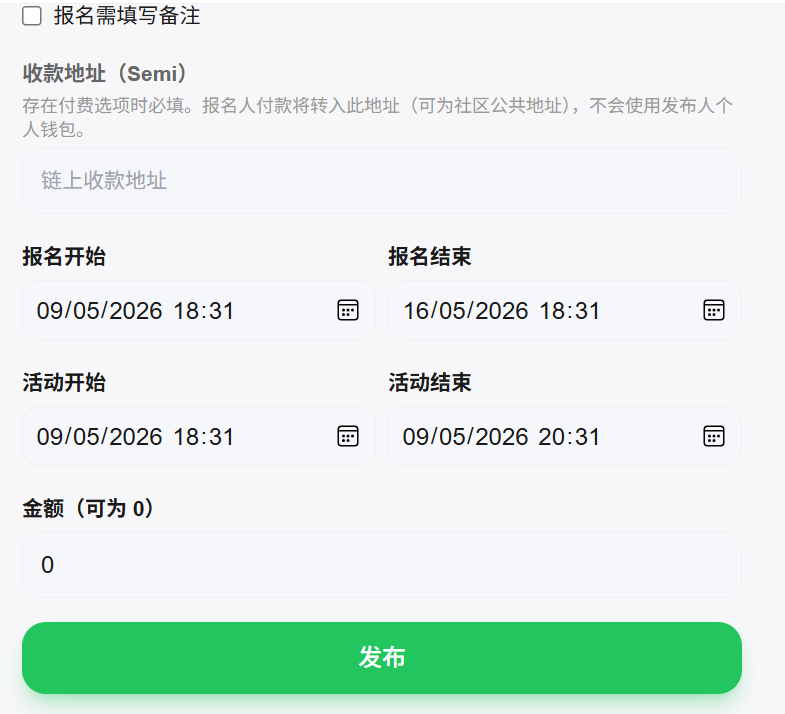 报名需填写备注
收款地址（Semi）
存在付费选项时必填。报名人付款将转入此地址（可为社区公共地址），不会使用发布人个
人钱包。
链上收款地址
报名开始 报名结束
09/05/2026 18:31 16/05/2026 18:31
活动开始 活动结束
09/05/2026 18:31 09/05/2026 20:31
金额（可为 0）
0
发布